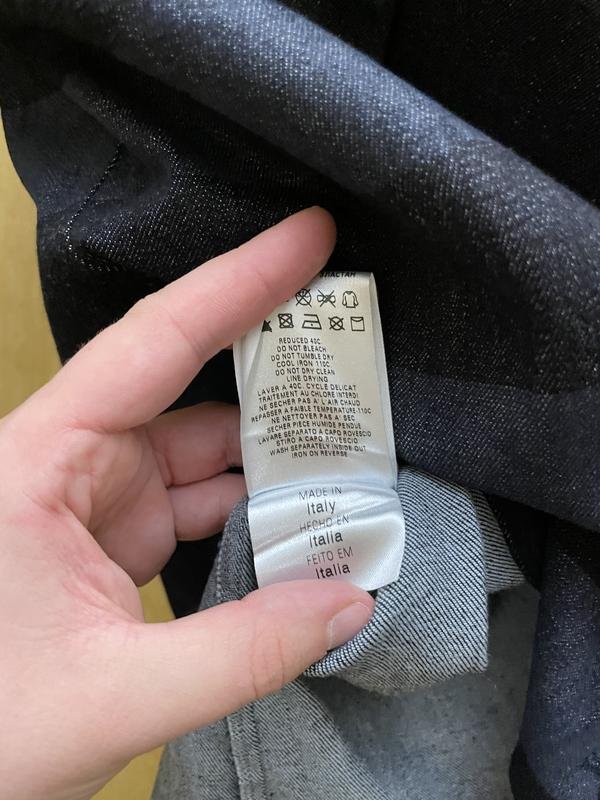 REDUCED 40C.
DO NOT BLEACH
DO NOT TUMBLE DRY
COOL IRON 110C.
DO NOT DRY CLEAN
LINE DRYING
LAVER A 40C. CYCLE DELICAT
TRAITEMENT AU CHLORE INTERDI
NE SECHER PAS A' L'AIR CHAUD
REPASSER A FAIBLE TEMPERATURE-110C
NE NETTOYER PAS A' SEC
SECHER PIECE HUMIDE PENDUE
LAVARE SEPARATO A CAPO ROVESCIO
STIRO A CAPO ROVESCIO
WASH SEPARATELY INSIDE OUT
IRON ON REVERSE
MADE IN
Italy
HECHO EN
Italia
FEITO EM
Italia